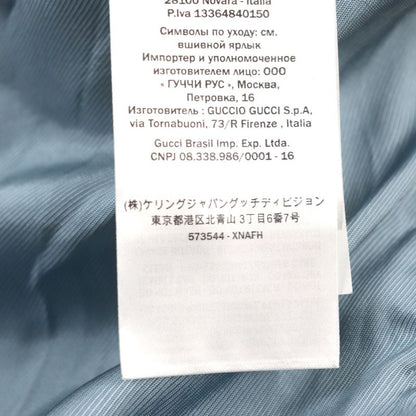 28100 Novara - Italia
P.Iva 13364840150
Символы по уходу: см.
вшивной ярлык
Импортер и уполномоченное
изготовителем лицо: ООО
« ГУЧЧИ РУС », Москва,
Петровка, 16
Изготовитель : GUCCIO GUCCI S.p.A,
via Tornabuoni, 73/R Firenze , Italia
Gucci Brasil Imp. Exp. Ltda.
CNPJ 08.338.986/0001 - 16
(株)ケリングジャパングッチディビジョン
東京都港区北青山 3丁目6番7号
573544 - XNAFH